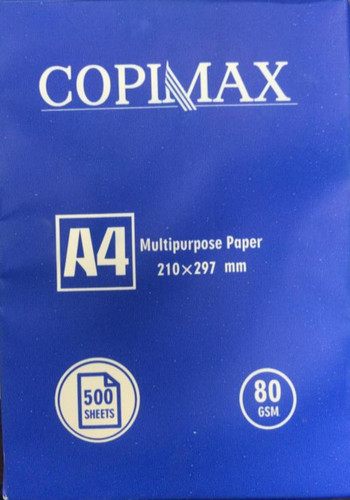 COPIMAX
A4
Multipurpose Paper
210×297 mm
500
SHEETS
80
GSM